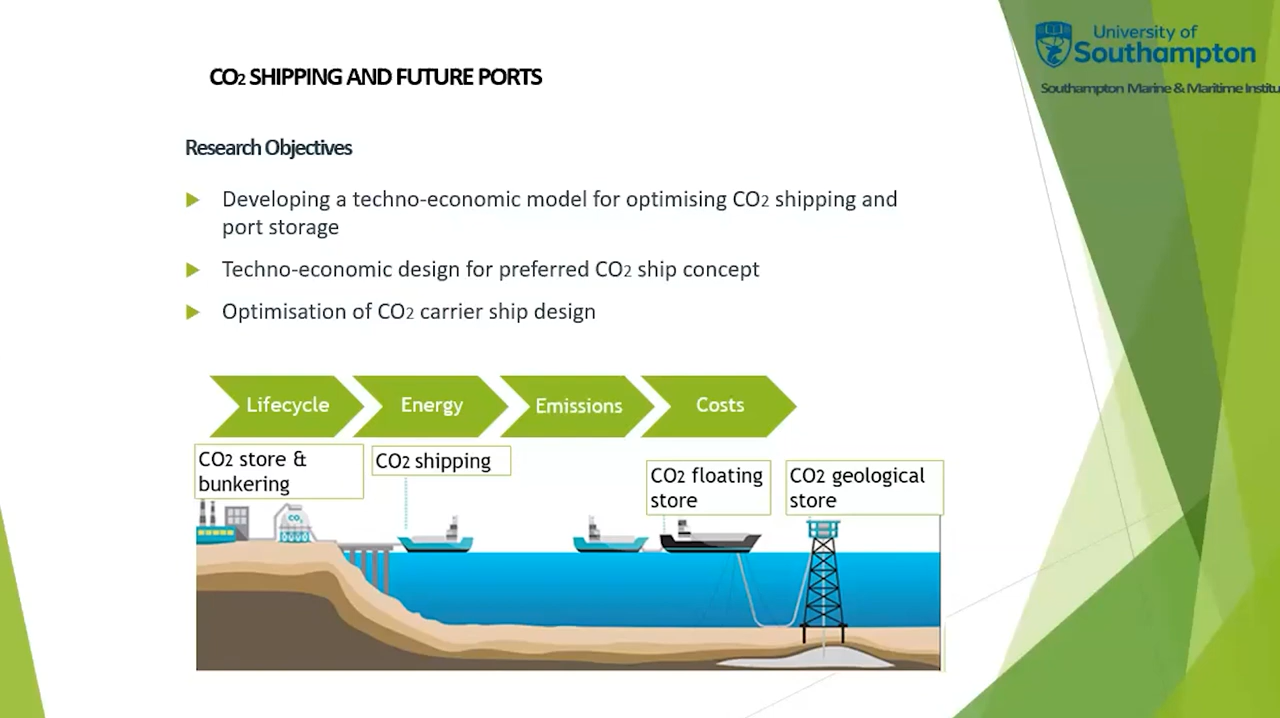 University of
Southampton
Southampton Marine & Maritime Institu
CO2 SHIPPING AND FUTURE PORTS
Research Objectives
Developing a techno-economic model for optimising CO2 shipping and
port storage
Techno-economic design for preferred CO2 ship concept
Optimisation of CO2 carrier ship design
Lifecycle
Energy
Emissions
Costs
CO2 store &
bunkering
CO2 shipping
CO2 floating
store
CO2 geological
store
CO2